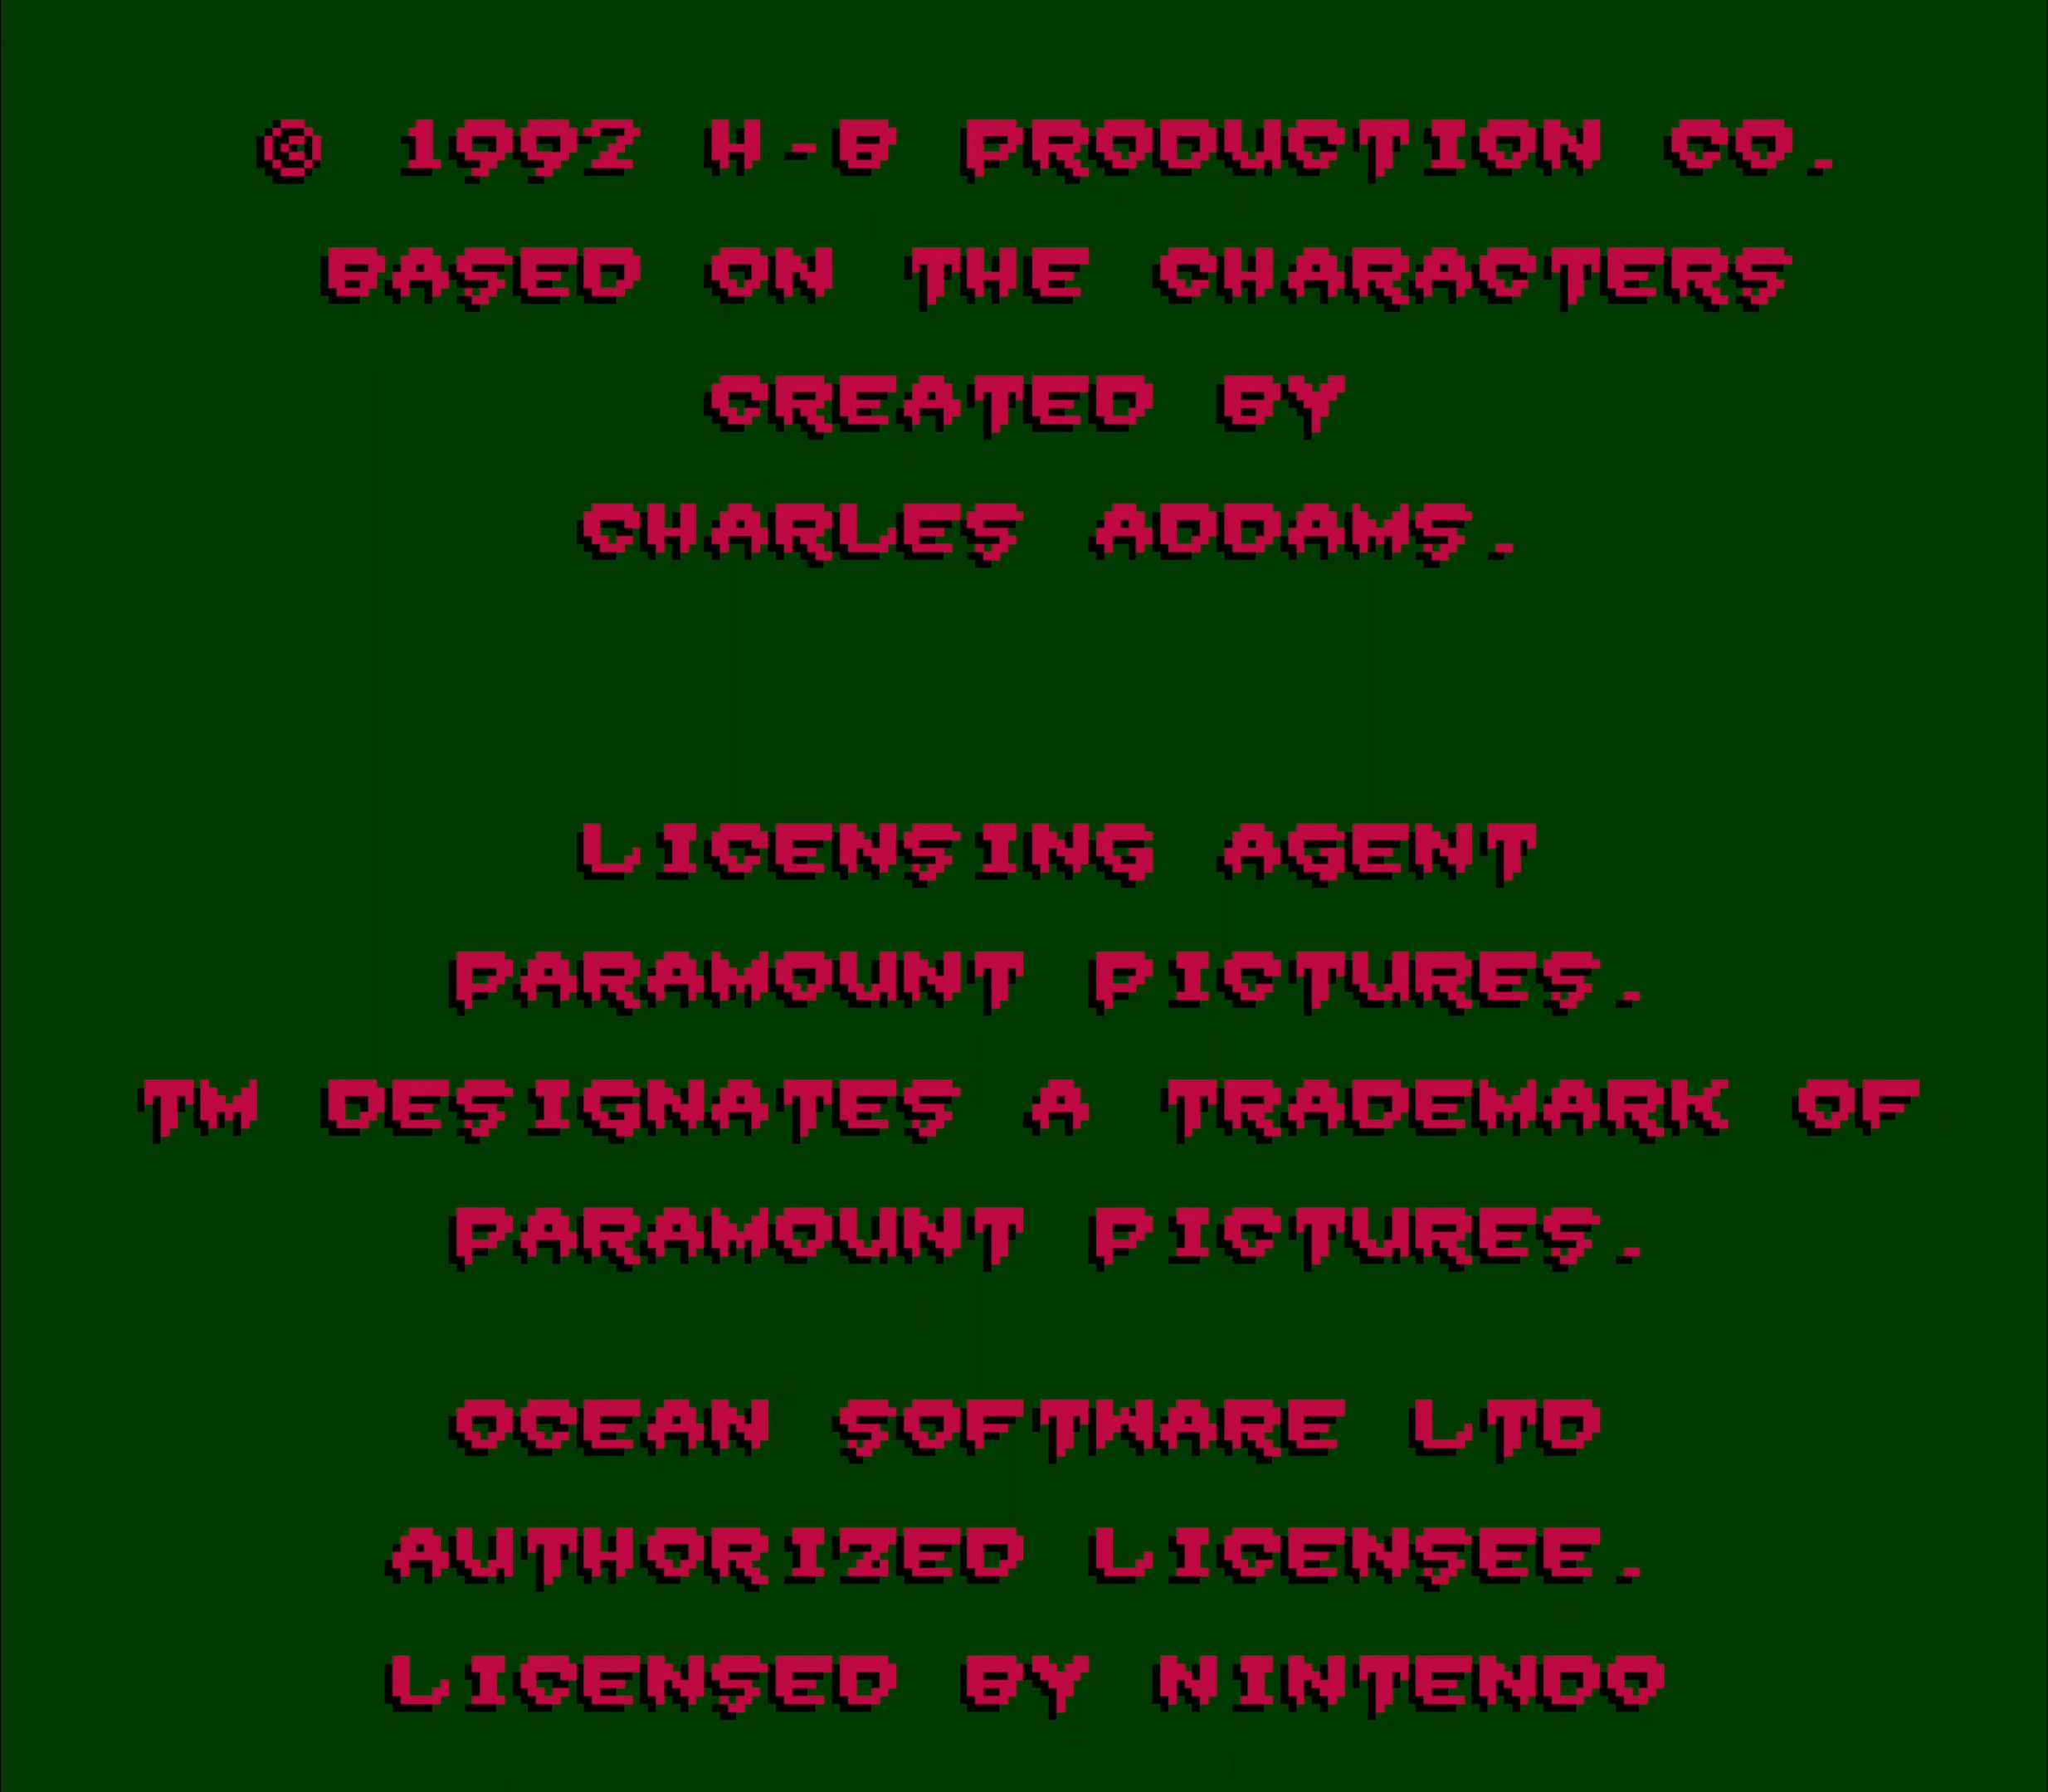 © 1992 H-B PRODUCTION CO.
BASED ON THE CHARACTERS
CREATED BY
CHARLES ADDAMS.
LICENSING AGENT
PARAMOUNT PICTURES.
TM DESIGNATES A TRADEMARK OF
PARAMOUNT PICTURES.
OCEAN SOFTWARE LTD
AUTHORIZED LICENSEE.
LICENSED BY NINTENDO